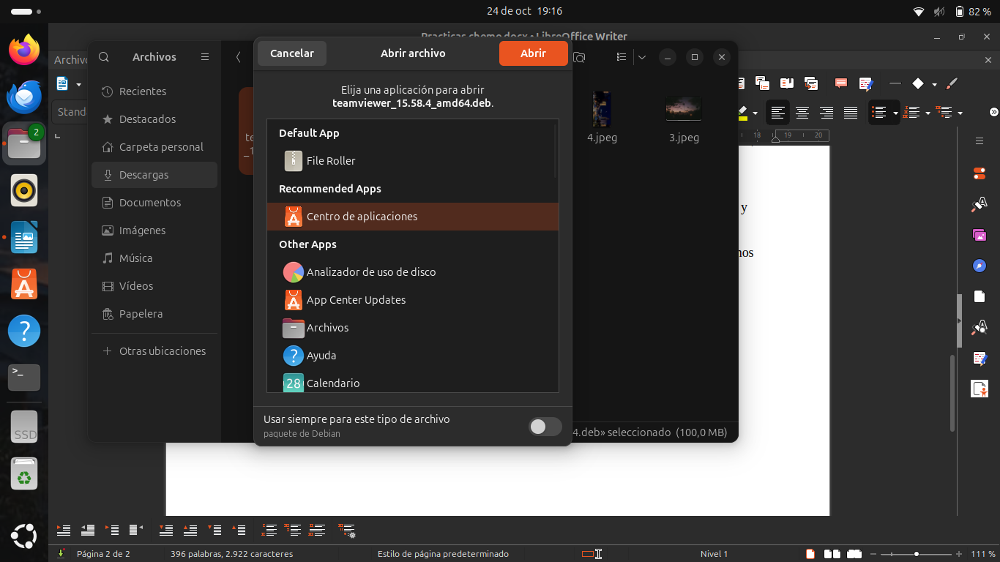 24 de oct 19:16
82 %
Practicas chema.docx • LibreOffice Writer
Archivo
Stand
Archivos
Recientes
Destacados
Carpeta personal
Descargas
Documentos
Imágenes
Música
Vídeos
Papelera
Otras ubicaciones
2
SSD
Cancelar
Abrir archivo
Abrir
Elija una aplicación para abrir
teamviewer_15.58.4_amd64.deb.
Default App
File Roller
Recommended Apps
Centro de aplicaciones
Other Apps
Analizador de uso de disco
App Center Updates
Archivos
Ayuda
28 Calendario
Usar siempre para este tipo de archivo
paquete de Debian
te
_1
4.jpeg
3.jpeg
4.deb» seleccionado (100,0 MB)
18 19 20
y
nos
Página 2 de 2
396 palabras, 2.922 caracteres
Estilo de página predeterminado
Nivel 1
111 %